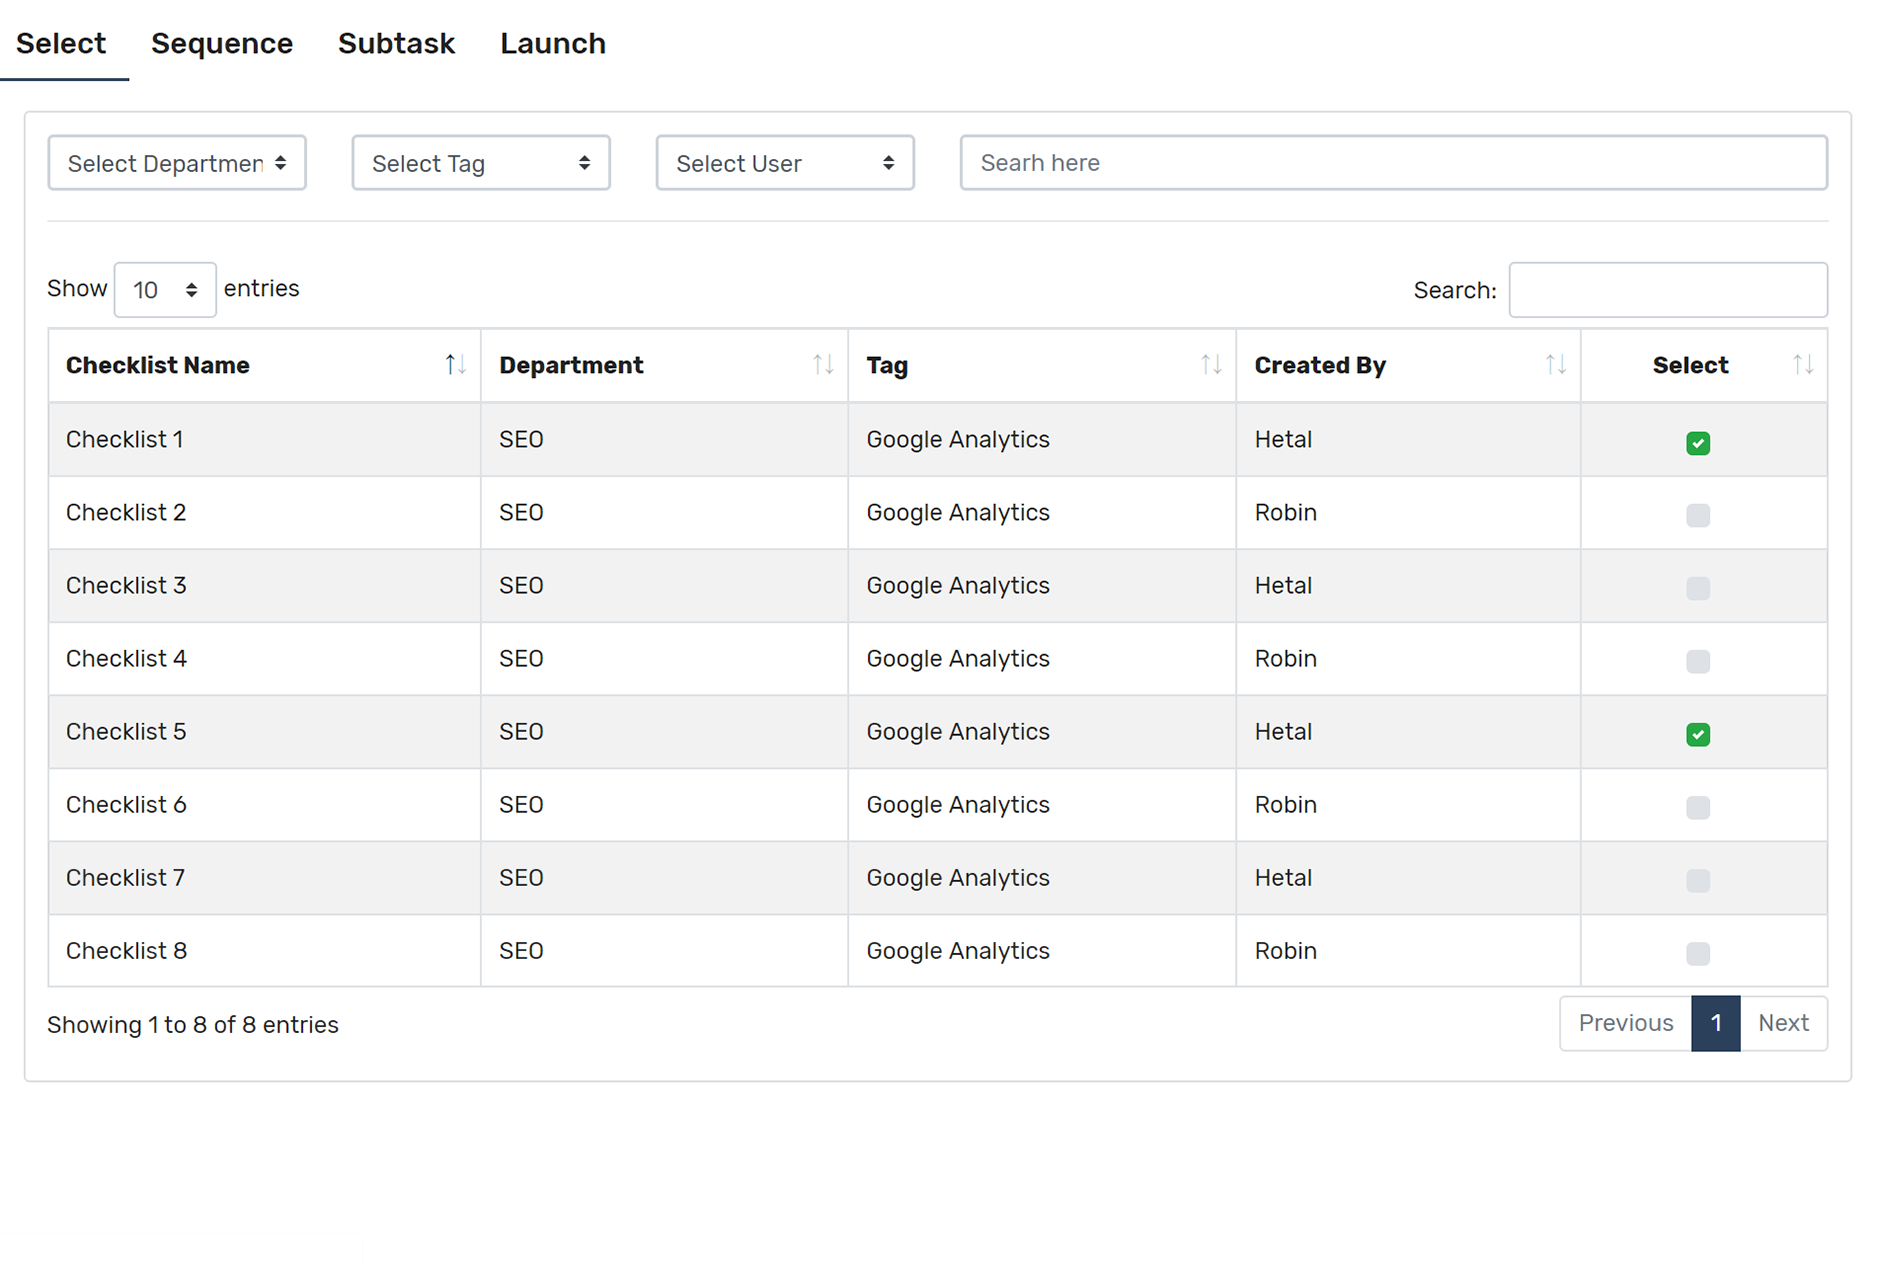 Select Sequence Subtask Launch
Select Departmen Select Tag Select User Searh here
Show 10 entries Search:
Checklist Name Department Tag Created By Select
Checklist 1 SEO Google Analytics Hetal
Checklist 2 SEO Google Analytics Robin
Checklist 3 SEO Google Analytics Hetal
Checklist 4 SEO Google Analytics Robin
Checklist 5 SEO Google Analytics Hetal
Checklist 6 SEO Google Analytics Robin
Checklist 7 SEO Google Analytics Hetal
Checklist 8 SEO Google Analytics Robin
Showing 1 to 8 of 8 entries Previous 1 Next